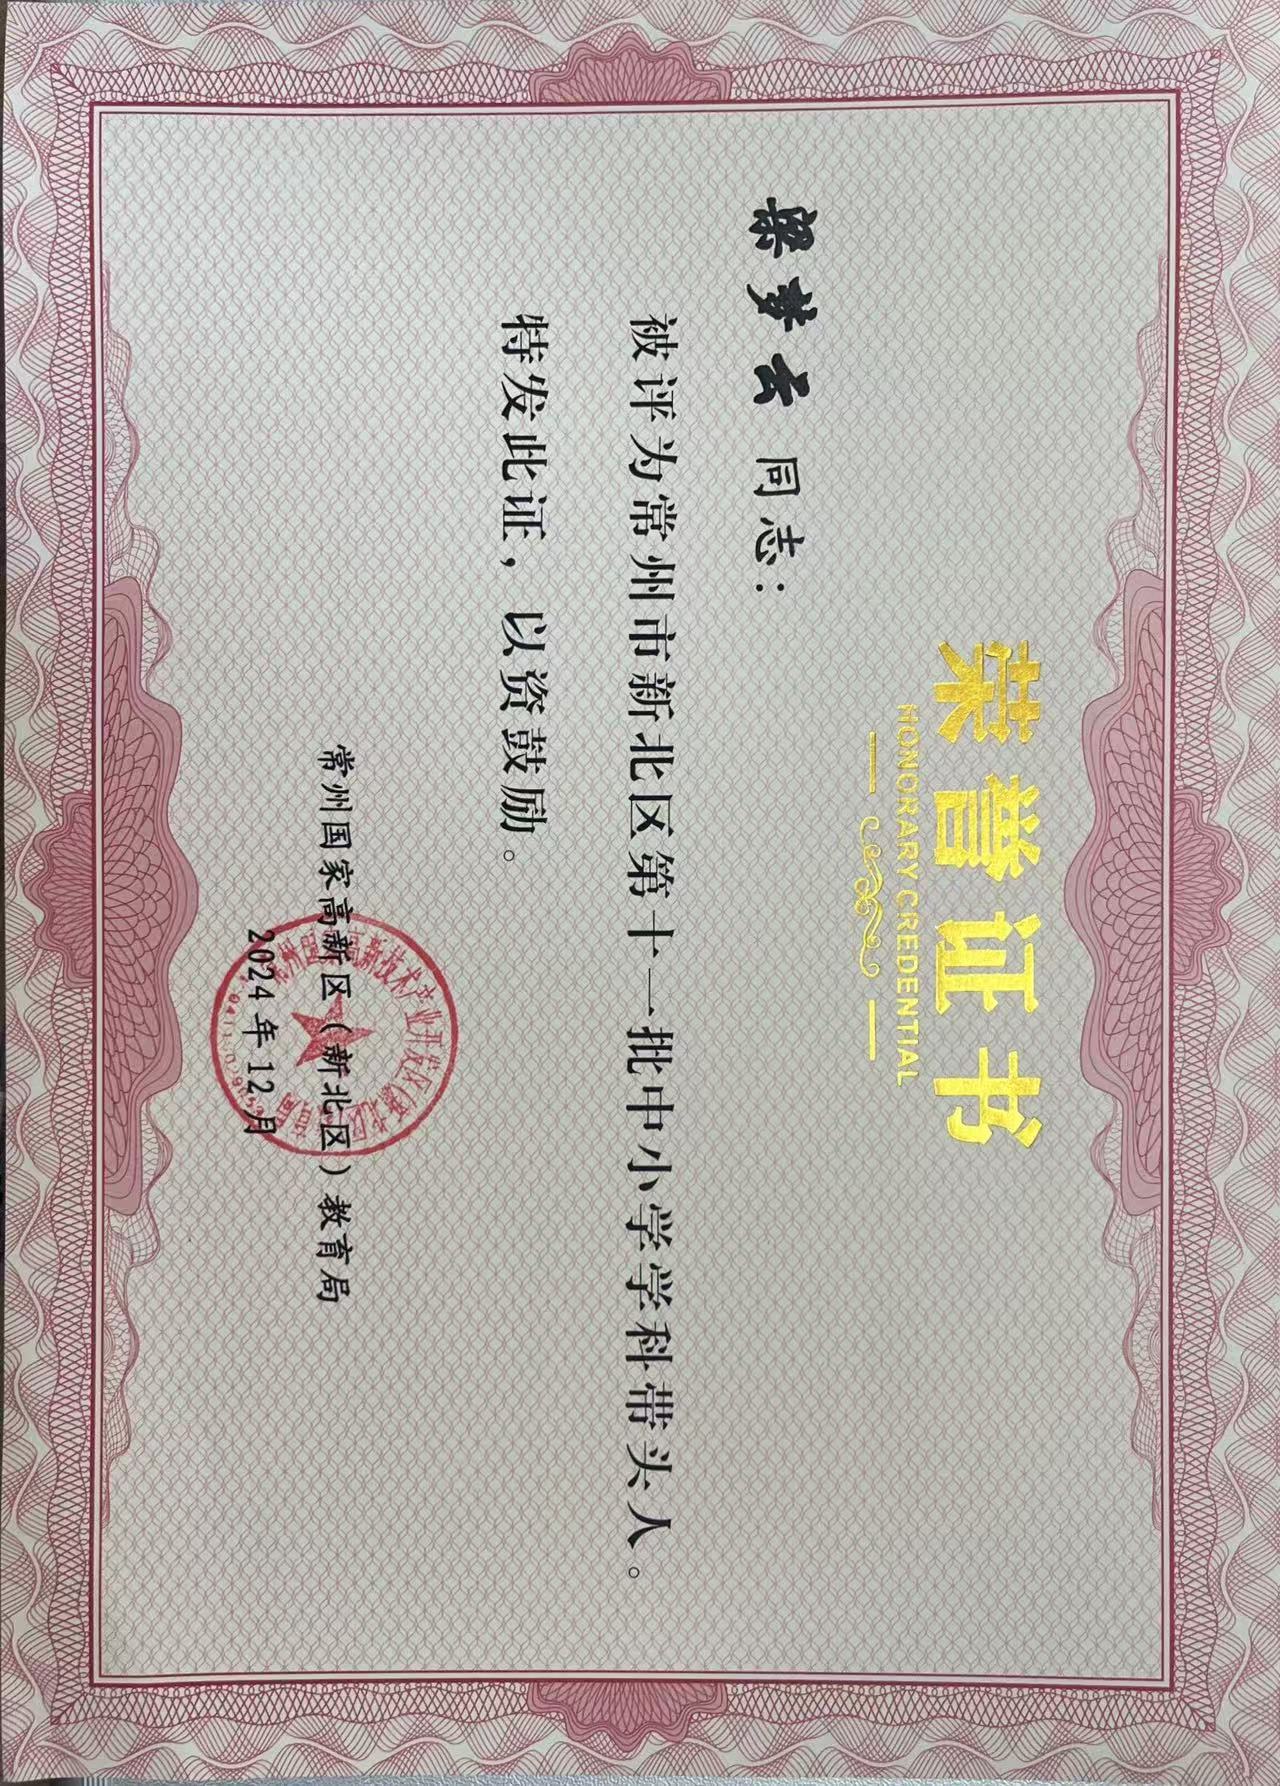 荣誉证书
HONORARY CREDENTIAL
梁梦云 同志：
被评为常州市新北区第十一批中小学学科带头人。
特发此证，以资鼓励。
常州国家高新区（新北区）教育局
2024年12月